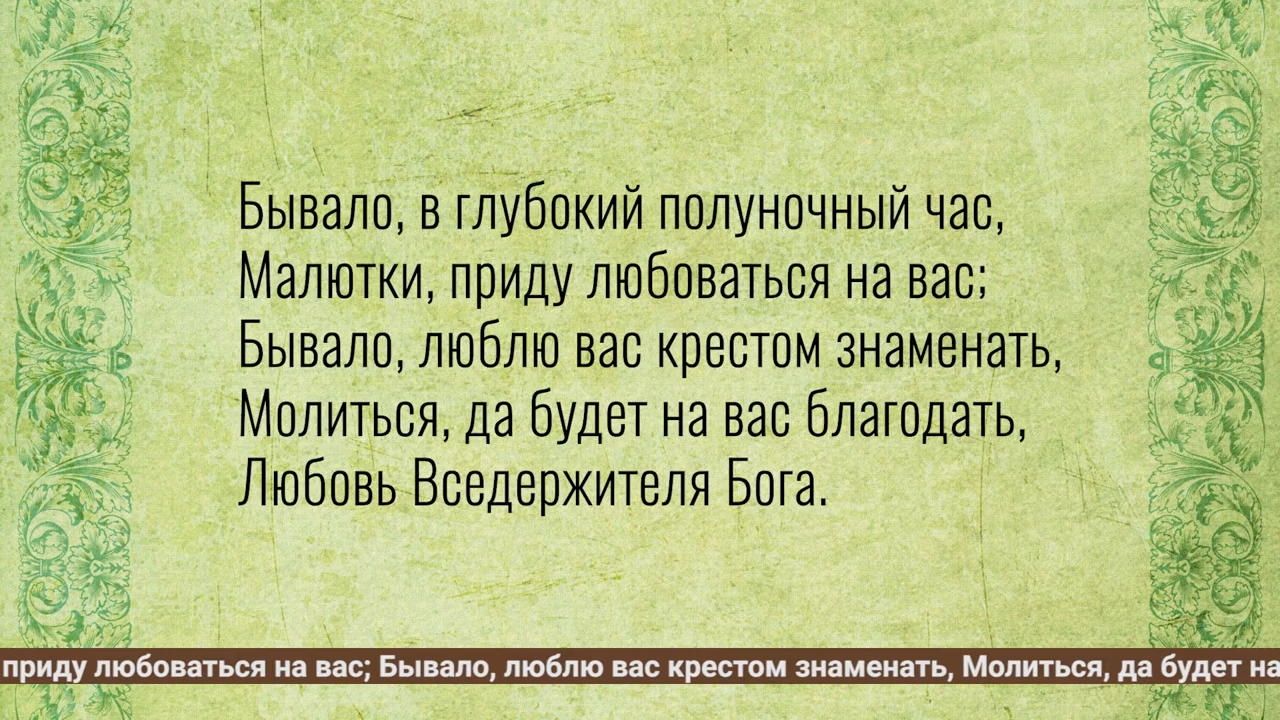 Бывало, в глубокий полуночный час,
Малютки, приду любоваться на вас;
Бывало, люблю вас крестом знаменать,
Молиться, да будет на вас благодать,
Любовь Вседержителя Бога.
приду любоваться на вас; Бывало, люблю вас крестом знаменать, Молиться, да будет на